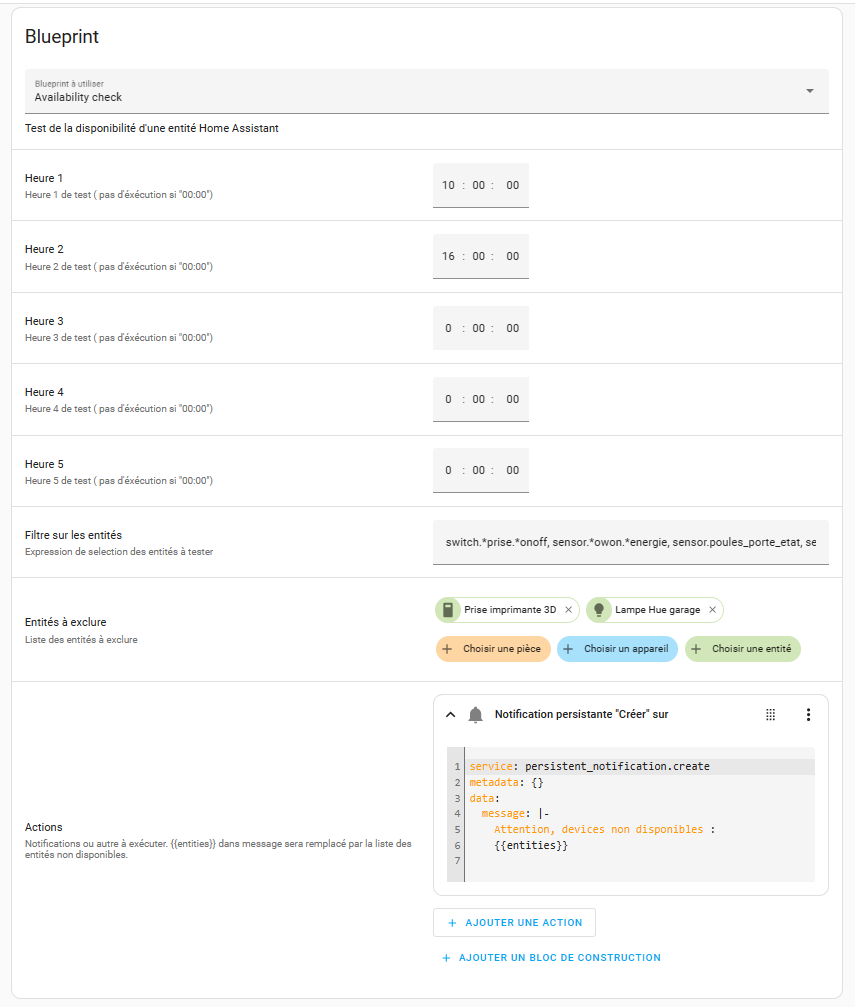 Blueprint
Blueprint à utiliser
Availability check
Test de la disponibilité d'une entité Home Assistant
Heure 1
Heure 1 de test ( pas d'éxécution si "00:00")
10 : 00 : 00
Heure 2
Heure 2 de test ( pas d'éxécution si "00:00")
16 : 00 : 00
Heure 3
Heure 3 de test ( pas d'éxécution si "00:00")
0 : 00 : 00
Heure 4
Heure 4 de test ( pas d'éxécution si "00:00")
0 : 00 : 00
Heure 5
Heure 5 de test ( pas d'éxécution si "00:00")
0 : 00 : 00
Filtre sur les entités
Expression de selection des entités à tester
switch.*prise.*onoff, sensor.*owon.*energie, sensor.poules_porte_etat, se
Entités à exclure
Liste des entités à exclure
Prise imprimante 3D
Lampe Hue garage
Choisir une pièce
Choisir un appareil
Choisir une entité
Actions
Notifications ou autre à exécuter. {{entities}} dans message sera remplacé par la liste des
entités non disponibles.
Notification persistante "Créer" sur
1 service: persistent_notification.create
2 metadata: {}
3 data:
4 message: |-
5 Attention, devices non disponibles :
6 {{entities}}
7
AJOUTER UNE ACTION
AJOUTER UN BLOC DE CONSTRUCTION